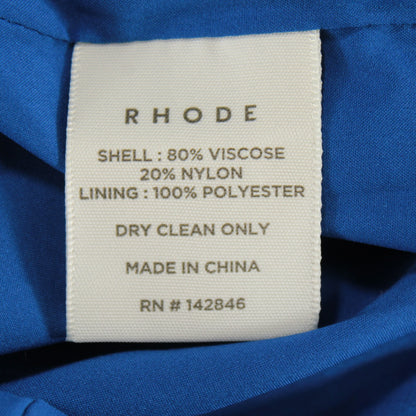 RHODE
SHELL : 80% VISCOSE
20% NYLON
LINING : 100% POLYESTER
DRY CLEAN ONLY
MADE IN CHINA
RN # 142846